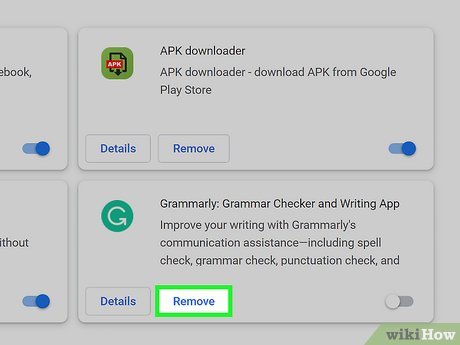 APK downloader
ebook,
APK downloader - download APK from Google
Play Store
APK
Details
Remove
Grammarly: Grammar Checker and Writing App
Improve your writing with Grammarly's
without
communication assistance—including spell
check, grammar check, punctuation check, and
Details
Remove
wikiHow